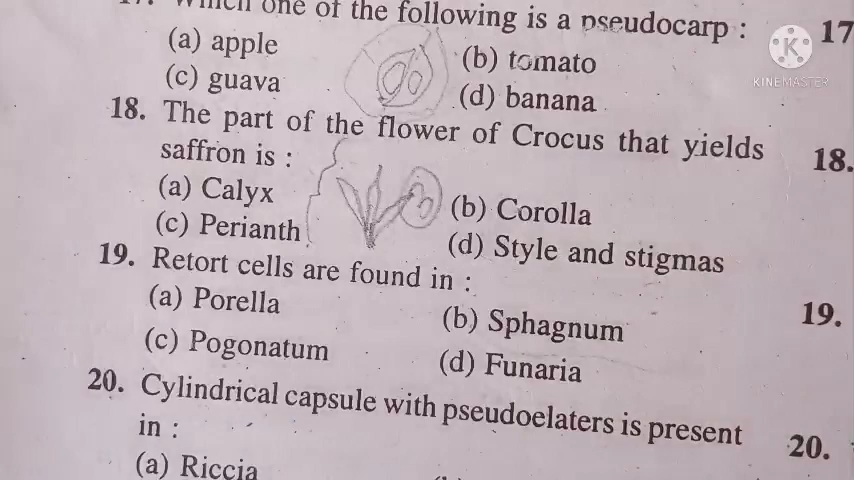 17. Which one of the following is a pseudocarp : 17
(a) apple (b) tomato
(c) guava (d) banana
18. The part of the flower of Crocus that yields 18.
saffron is :
(a) Calyx (b) Corolla
(c) Perianth (d) Style and stigmas
19. Retort cells are found in : 19.
(a) Porella (b) Sphagnum
(c) Pogonatum (d) Funaria
20. Cylindrical capsule with pseudoelaters is present 20.
in :
(a) Riccia
K
KINEMASTER